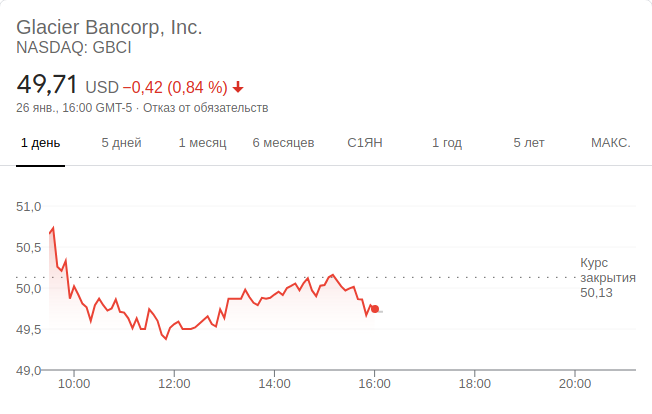 Glacier Bancorp, Inc.
NASDAQ: GBCI
49,71 USD −0,42 (0,84 %)
26 янв., 16:00 GMT-5 · Отказ от обязательств
1 день 5 дней 1 месяц 6 месяцев С1ЯН 1 год 5 лет МАКС.
51,0
50,5
Курс
закрытия
50,13
50,0
49,5
49,0
10:00 12:00 14:00 16:00 18:00 20:00